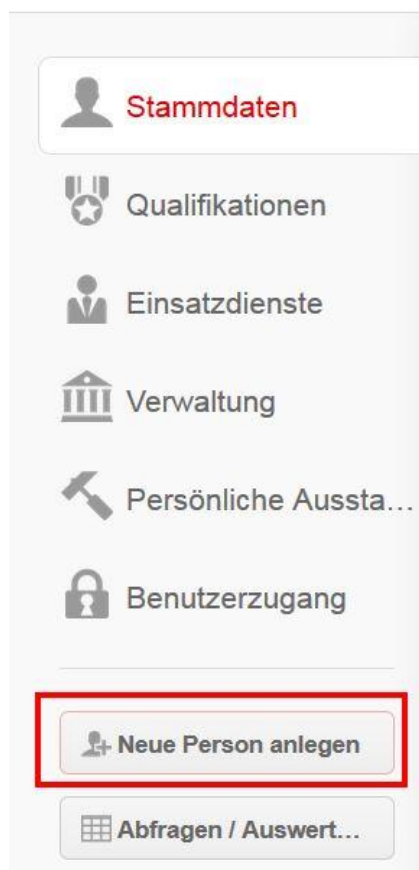 Stammdaten
Qualifikationen
Einsatzdienste
Verwaltung
Persönliche Aussta...
Benutzerzugang
Neue Person anlegen
Abfragen / Auswert...